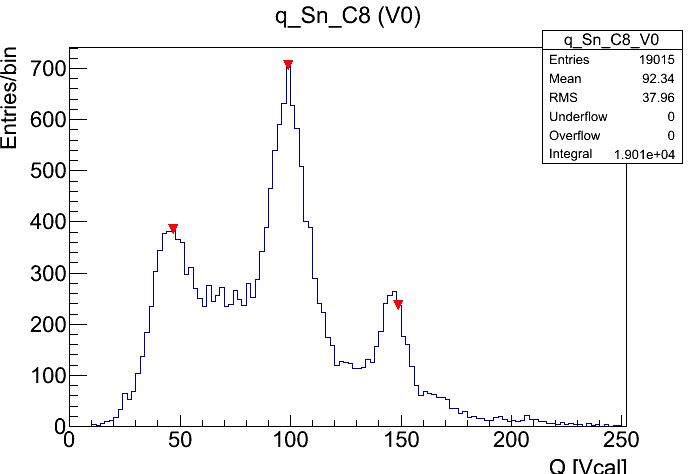 q_Sn_C8 (V0)
Entries/bin
q_Sn_C8_V0
Entries 19015
Mean 92.34
RMS 37.96
Underflow 0
Overflow 0
Integral 1.901e+04
700
600
500
400
300
200
100
0
0 50 100 150 200 250
Q [Vcal]